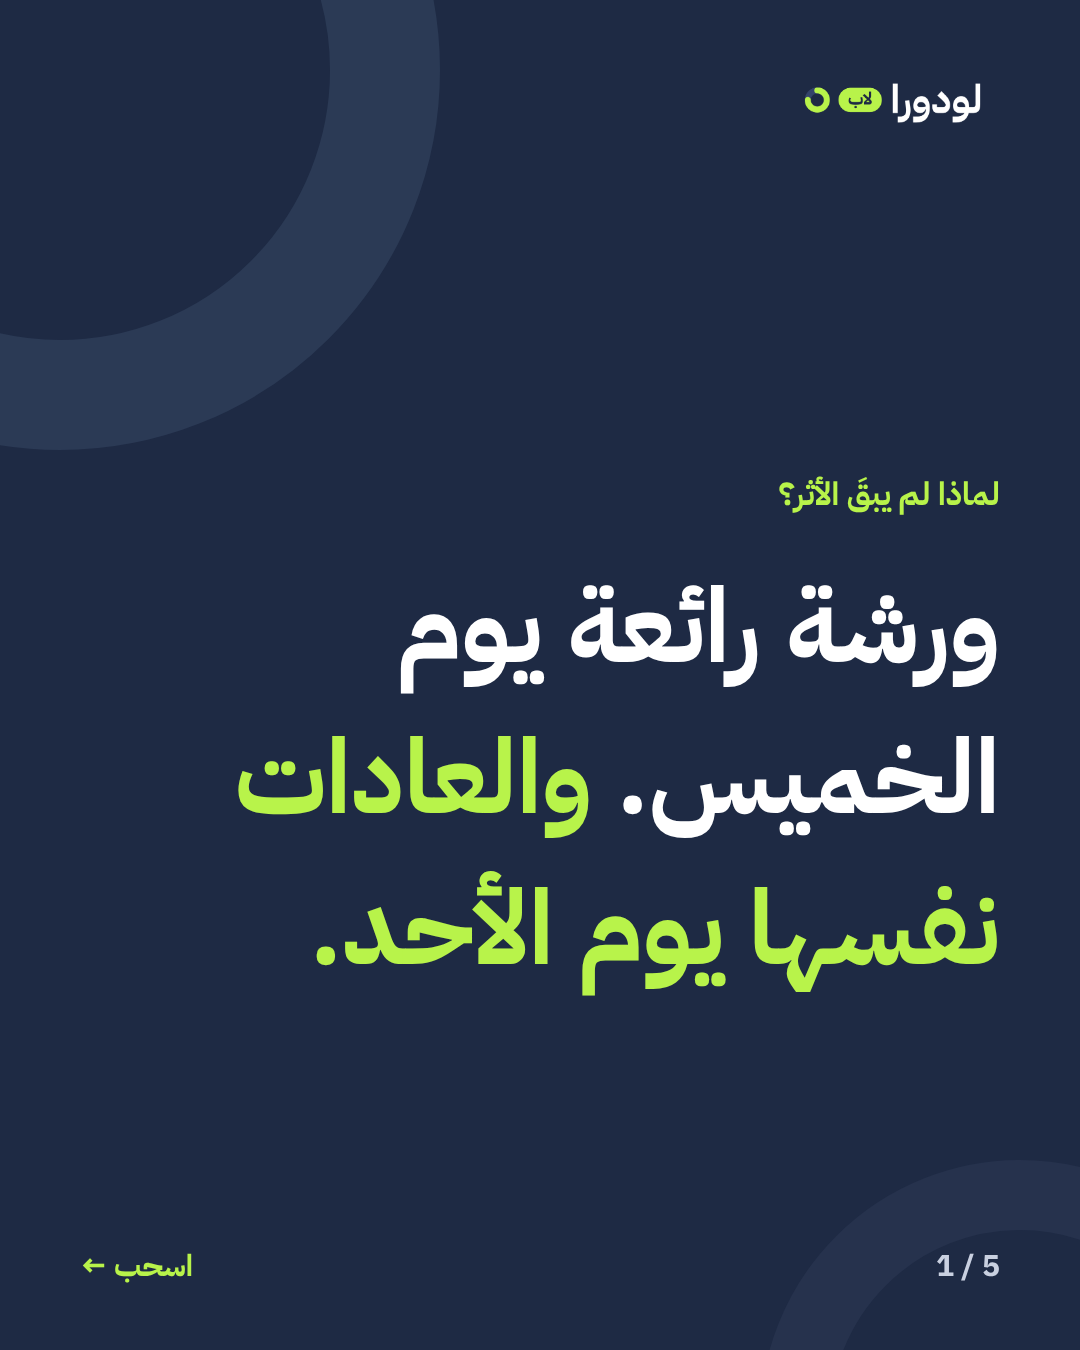 لودورا لاب
لماذا لم يبقَ الأثر؟
ورشة رائعة يوم
الخميس. والعادات
نفسها يوم الأحد.
1 / 5
اسحب ←